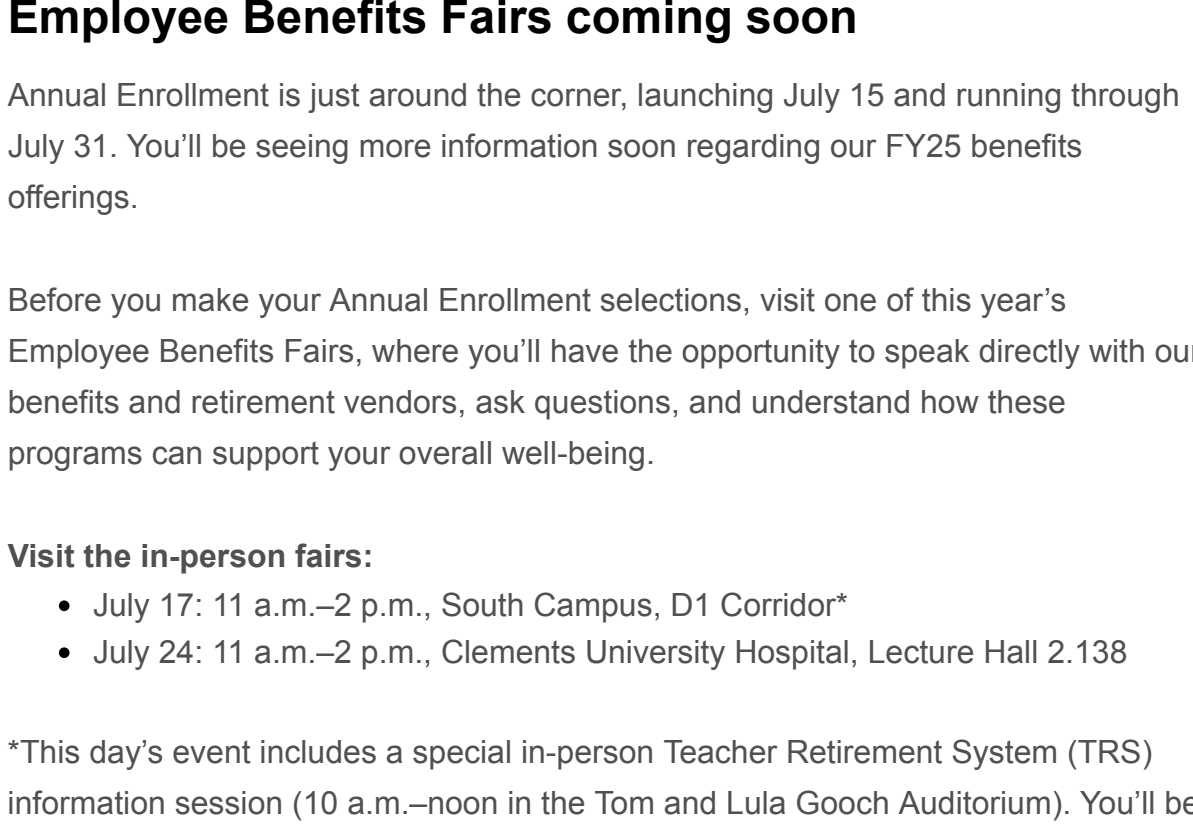 Employee Benefits Fairs coming soon
Annual Enrollment is just around the corner, launching July 15 and running through
July 31. You’ll be seeing more information soon regarding our FY25 benefits
offerings.
Before you make your Annual Enrollment selections, visit one of this year’s
Employee Benefits Fairs, where you’ll have the opportunity to speak directly with our
benefits and retirement vendors, ask questions, and understand how these
programs can support your overall well-being.
Visit the in-person fairs:
• July 17: 11 a.m.–2 p.m., South Campus, D1 Corridor*
• July 24: 11 a.m.–2 p.m., Clements University Hospital, Lecture Hall 2.138
*This day’s event includes a special in-person Teacher Retirement System (TRS)
information session (10 a.m.–noon in the Tom and Lula Gooch Auditorium). You’ll be